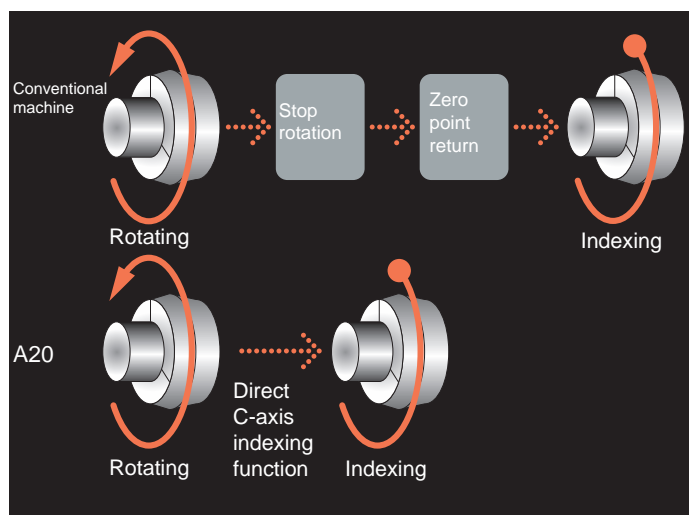 Conventional
machine
Stop
rotation
Zero
point
return
Rotating
Indexing
A20
Direct
C-axis
indexing
function
Rotating
Indexing